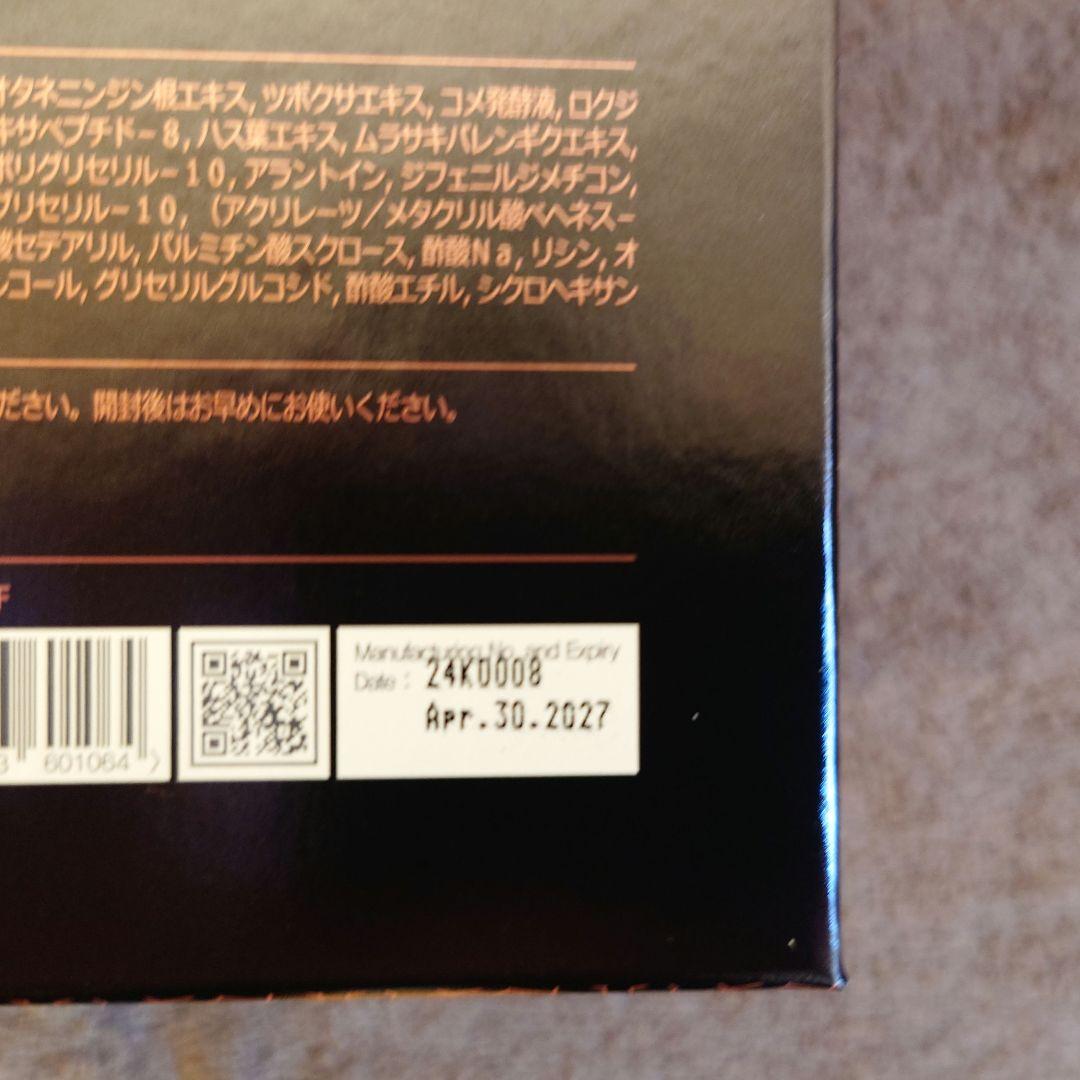 オタネニンジン根エキス, ツボクサエキス, コメ発酵液, ロクジ
キサペプチド－8, ハス葉エキス, ムラサキバレンギクエキス,
ポリグリセリル－10, アラントイン, ジフェニルジメチコン,
グリセリル－10, （アクリレーツ／メタクリル酸ベヘネス－
酸セテアリル, パルミチン酸スクロース, 酢酸Na, リシン, オ
ルコール, グリセリルグルコシド, 酢酸エチル, シクロヘキサン
ださい。開封後はお早めにお使いください。
F
3 601064 >
Manufacturing No. and Expiry
Date : 24K0008
Apr.30.2027